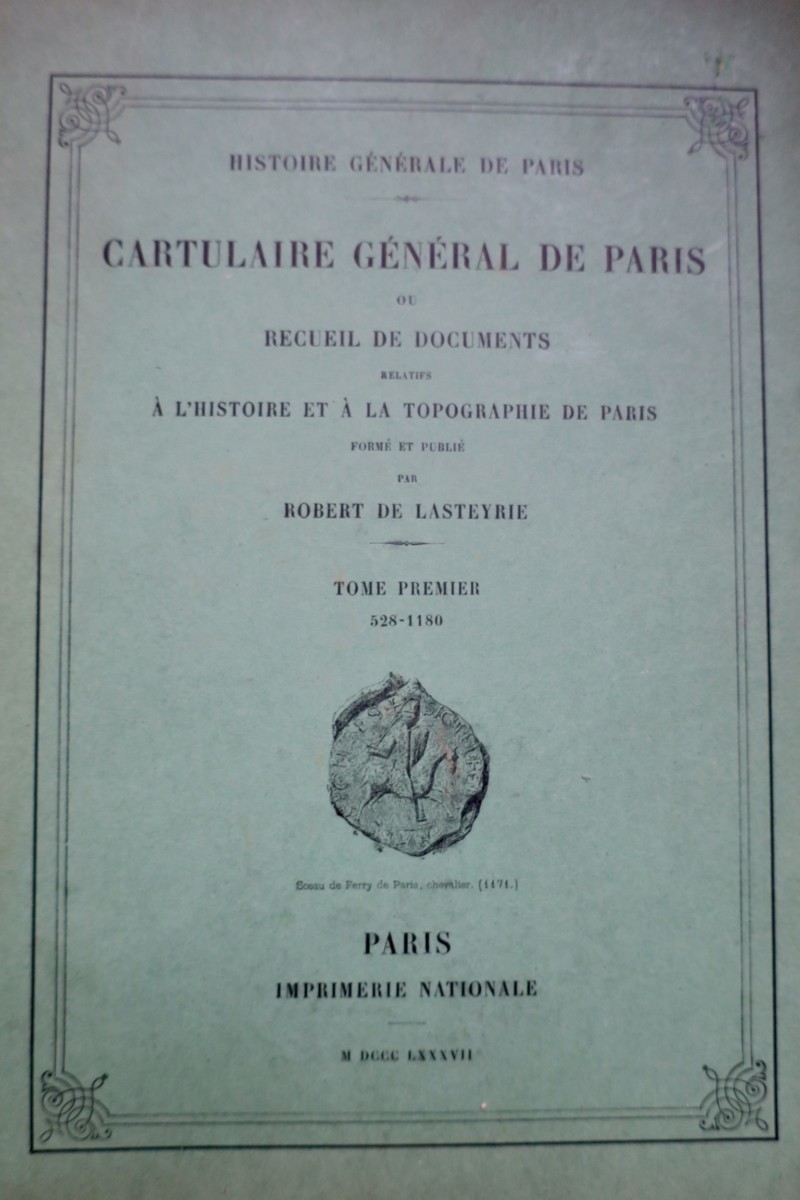 HISTOIRE GÉNÉRALE DE PARIS
CARTULAIRE GÉNÉRAL DE PARIS
OU
RECUEIL DE DOCUMENTS
RELATIFS
À L'HISTOIRE ET À LA TOPOGRAPHIE DE PARIS
FORMÉ ET PUBLIÉ
PAR
ROBERT DE LASTEYRIE
TOME PREMIER
528-1180
Sceau de Ferry de Paris, chevalier. (1171.)
PARIS
IMPRIMERIE NATIONALE
M DCCC LXXXVII